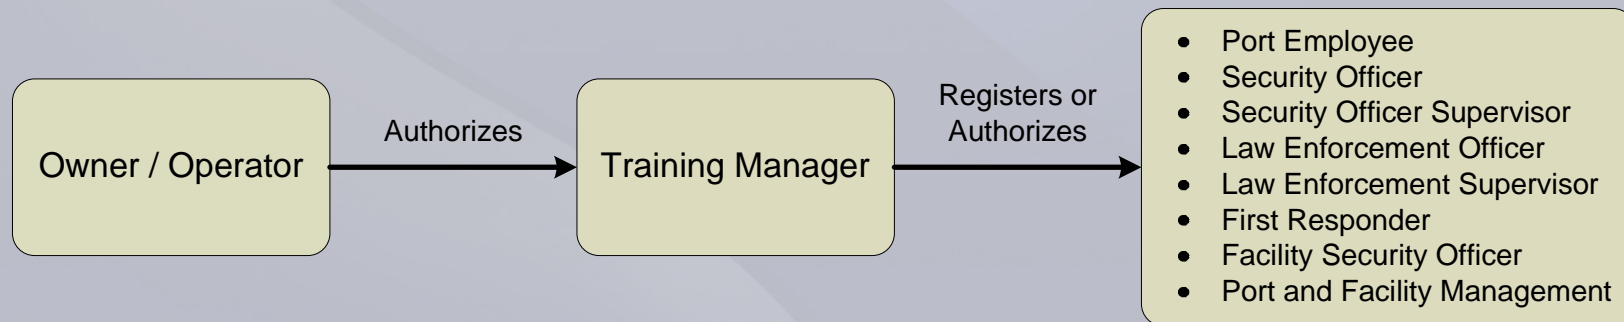 Owner / Operator
Authorizes
Training Manager
Registers or
Authorizes
• Port Employee
• Security Officer
• Security Officer Supervisor
• Law Enforcement Officer
• Law Enforcement Supervisor
• First Responder
• Facility Security Officer
• Port and Facility Management